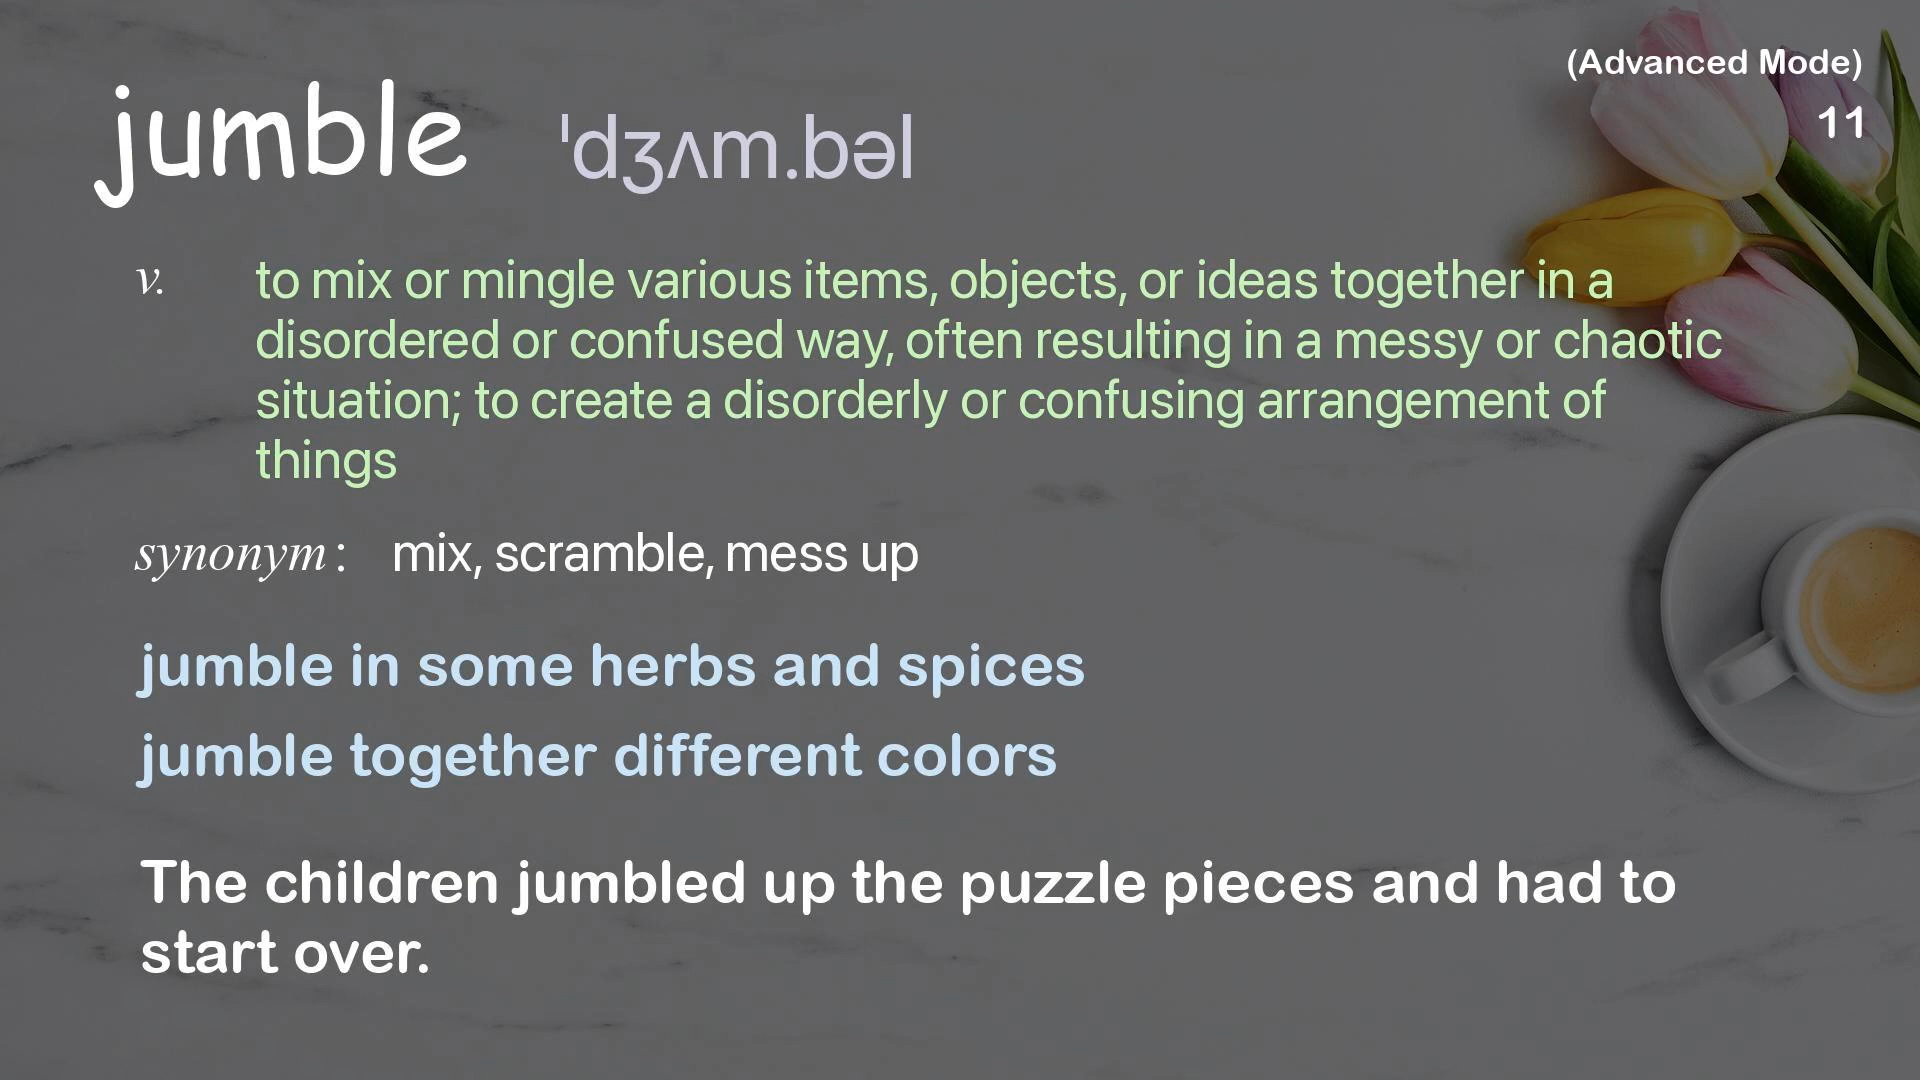 (Advanced Mode)
11
jumble ˈdʒʌm.bəl
v. to mix or mingle various items, objects, or ideas together in a
disordered or confused way, often resulting in a messy or chaotic
situation; to create a disorderly or confusing arrangement of
things
synonym: mix, scramble, mess up
jumble in some herbs and spices
jumble together different colors
The children jumbled up the puzzle pieces and had to
start over.